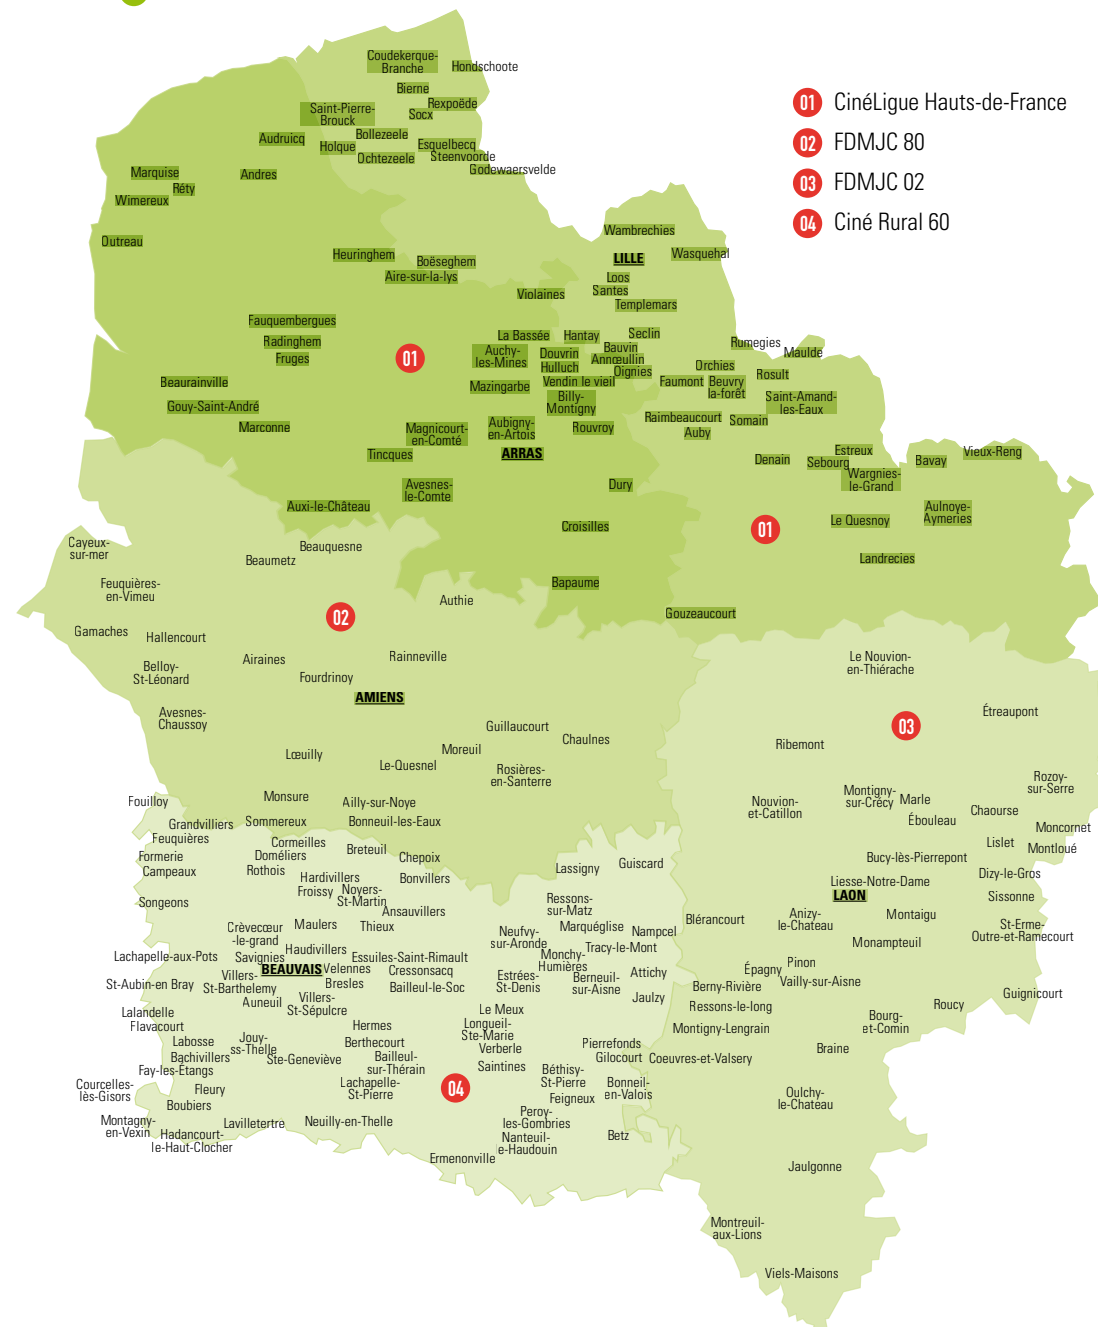 Coudekerque-
Branche
Hondschoote
Bierne
Rexpoëde
Socx
Saint-Pierre-
Brouck
Bollezeele
Audruicq
Holque
Esquelbecq
Ochtezeele
Steenvoorde
Godewaersvelde
Marquise
Andres
Réty
Wimereux
Outreau
01 CinéLigue Hauts-de-France
02 FDMJC 80
03 FDMJC 02
04 Ciné Rural 60
Wambrechies
Wasquehal
LILLE
Heuringhem
Boëseghem
Aire-sur-la-lys
Loos
Santes
Violaines
Templemars
Fauquembergues
Radinghem
Fruges
01
La Bassée
Hantay
Seclin
Auchy-
les-Mines
Douvrin
Bauvin
Annœullin
Hulluch
Oignies
Rumegies
Maulde
Orchies
Rosult
Beaurainville
Mazingarbe
Vendin le vieil
Faumont
Beuvry
la-forêt
Billy-
Montigny
Saint-Amand-
les-Eaux
Gouy-Saint-André
Marconne
Magnicourt-
en-Comté
Aubigny-
en-Artois
Rouvroy
Raimbeaucourt
Somain
Auby
Tincques
ARRAS
Denain
Estreux
Sebourg
Wargnies-
le-Grand
Bavay
Vieux-Reng
Avesnes-
le-Comte
Dury
Auxi-le-Château
Croisilles
01
Le Quesnoy
Aulnoye-
Aymeries
Landrecies
Bapaume
Gouzeaucourt
Cayeux-
sur-mer
Beauquesne
Beaumetz
Feuquières-
en-Vimeu
Authie
02
Gamaches
Hallencourt
Airaines
Rainneville
Belloy-
St-Léonard
Fourdrinoy
AMIENS
Avesnes-
Chaussoy
Guillaucourt
Chaulnes
Lœuilly
Moreuil
Le-Quesnel
Rosières-
en-Santerre
Le Nouvion-
en-Thiérache
Étreaupont
03
Ribemont
Rozoy-
sur-Serre
Montigny-
sur-Crécy
Marle
Nouvion-
et-Catillon
Chaourse
Ébouleau
Moncornet
Lislet
Montloué
Bucy-lès-Pierrepont
Dizy-le-Gros
Liesse-Notre-Dame
LAON
Sissonne
Fouilloy
Monsure
Ailly-sur-Noye
Grandvilliers
Sommereux
Bonneuil-les-Eaux
Feuquières
Cormeilles
Breteuil
Formerie
Doméliers
Chepoix
Campeaux
Rothois
Hardivillers
Bonvillers
Lassigny
Guiscard
Froissy
Noyers-
St-Martin
Songeons
Ansauvillers
Ressons-
sur-Matz
Crèvecœur
-le-grand
Maulers
Thieux
Marquéglise
Nampcel
Blérancourt
Anizy-
le-Chateau
Montaigu
St-Erme-
Outre-et-Ramecourt
Neufvy-
sur-Aronde
Lachapelle-aux-Pots
Savignies
Haudivillers
Essuiles-Saint-Rimault
Monchy-
Humières
Tracy-le-Mont
Monampteuil
BEAUVAIS
Velennes
Cressonsacq
Estrées-
St-Denis
Berneuil-
sur-Aisne
Attichy
Épagny
Pinon
St-Aubin-en Bray
Villers-
St-Barthelemy
Bresles
Bailleul-le-Soc
Jaulzy
Berny-Rivière
Vailly-sur-Aisne
Auneuil
Villers-
St-Sépulcre
Guignicourt
Lalandelle
Le Meux
Ressons-le-long
Roucy
Flavacourt
Hermes
Longueil-
Ste-Marie
Montigny-Lengrain
Bourg-
et-Comin
Labosse
Jouy-
ss-Thelle
Berthecourt
Verberle
Pierrefonds
Braine
Bachivillers
Ste-Geneviève
Bailleul-
sur-Thérain
Gilocourt
Coeuvres-et-Valsery
Fay-les-Étangs
Saintines
Béthisy-
St-Pierre
Courcelles-
lès-Gisors
Fleury
Lachapelle-
St-Pierre
04
Bonneil-
en-Valois
Boubiers
Feigneux
Oulchy-
le-Chateau
Montagny-
en-Vexin
Lavilletertre
Neuilly-en-Thelle
Peroy-
les-Gombries
Hadancourt-
le-Haut-Clocher
Nanteuil-
le-Haudouin
Betz
Ermenonville
Jaulgonne
Montreuil-
aux-Lions
Viels-Maisons